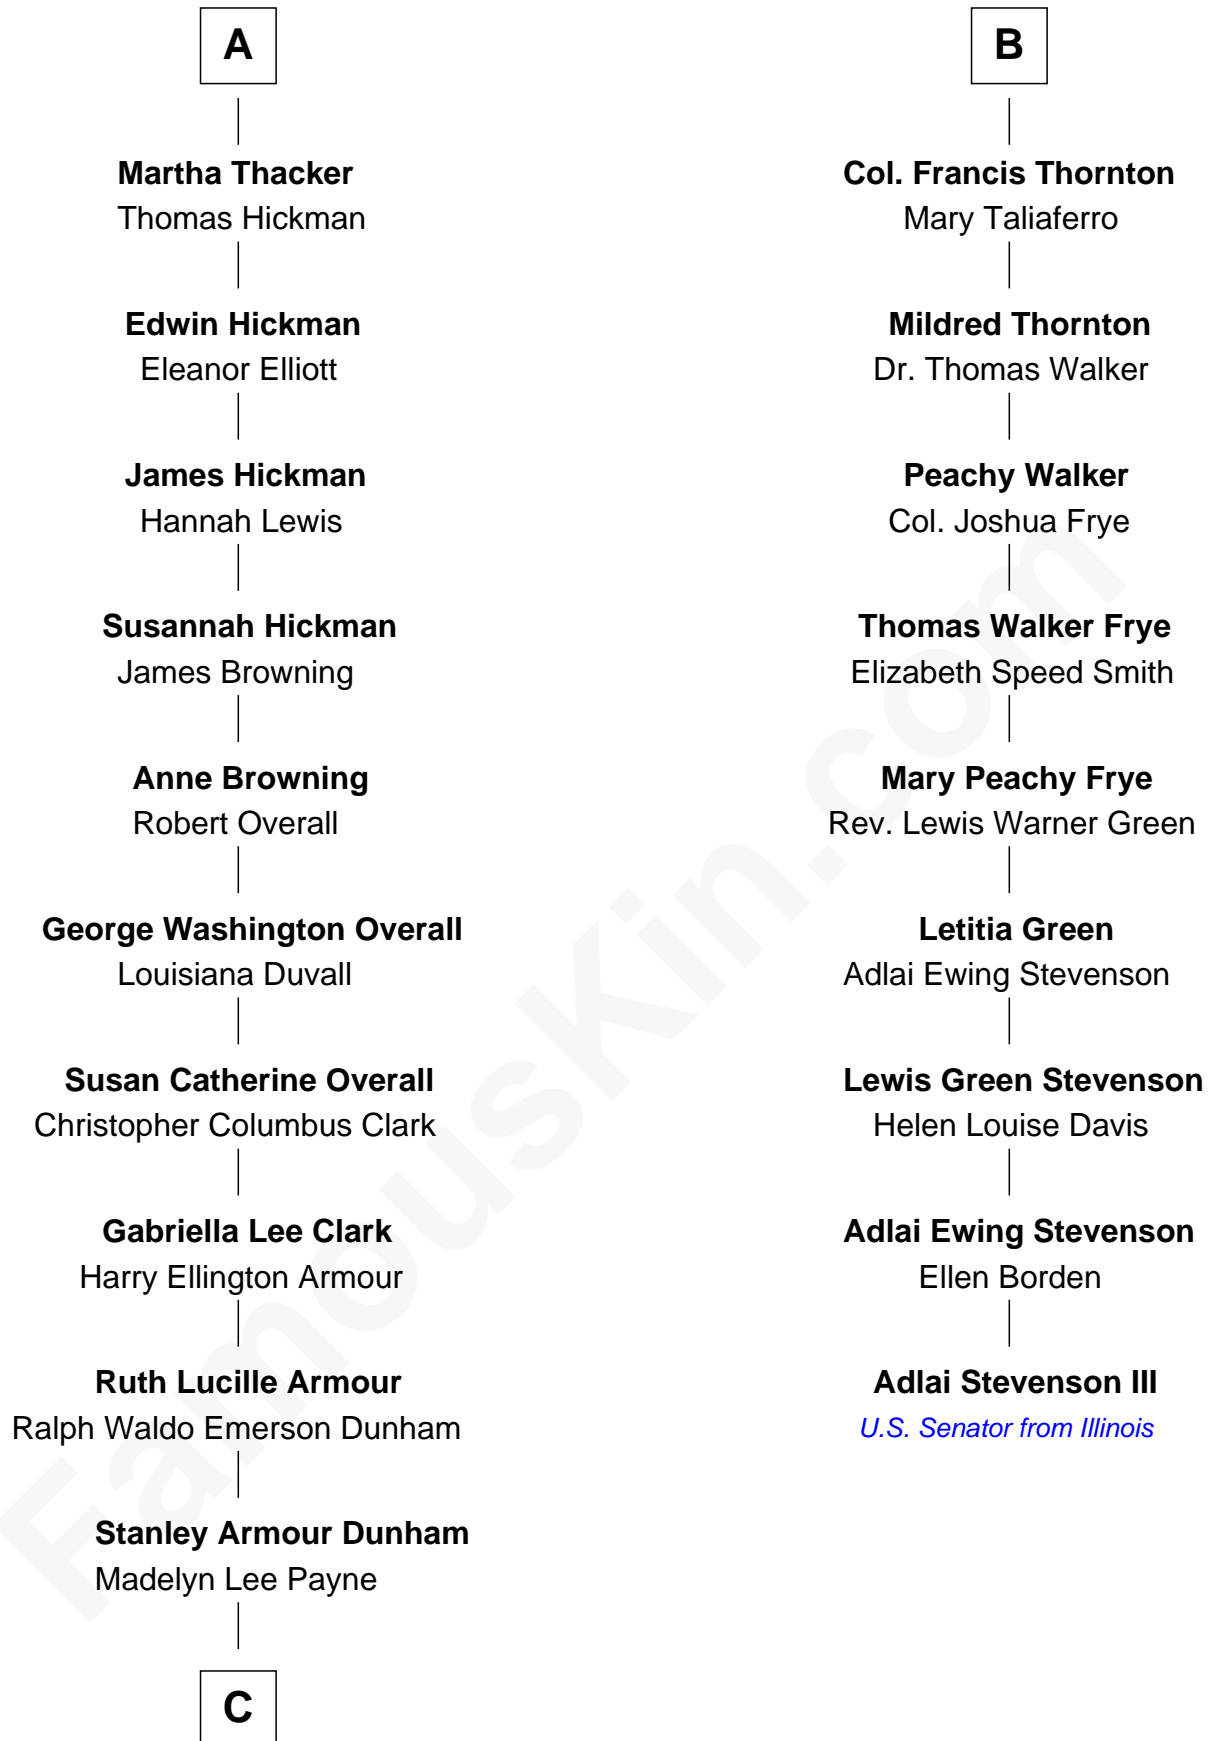 A
Martha Thacker
Thomas Hickman
Edwin Hickman
Eleanor Elliott
James Hickman
Hannah Lewis
Susannah Hickman
James Browning
Anne Browning
Robert Overall
George Washington Overall
Louisiana Duvall
Susan Catherine Overall
Christopher Columbus Clark
Gabriella Lee Clark
Harry Ellington Armour
Ruth Lucille Armour
Ralph Waldo Emerson Dunham
Stanley Armour Dunham
Madelyn Lee Payne
C
B
Col. Francis Thornton
Mary Taliaferro
Mildred Thornton
Dr. Thomas Walker
Peachy Walker
Col. Joshua Frye
Thomas Walker Frye
Elizabeth Speed Smith
Mary Peachy Frye
Rev. Lewis Warner Green
Letitia Green
Adlai Ewing Stevenson
Lewis Green Stevenson
Helen Louise Davis
Adlai Ewing Stevenson
Ellen Borden
Adlai Stevenson III
U.S. Senator from Illinois
FamousKin.com